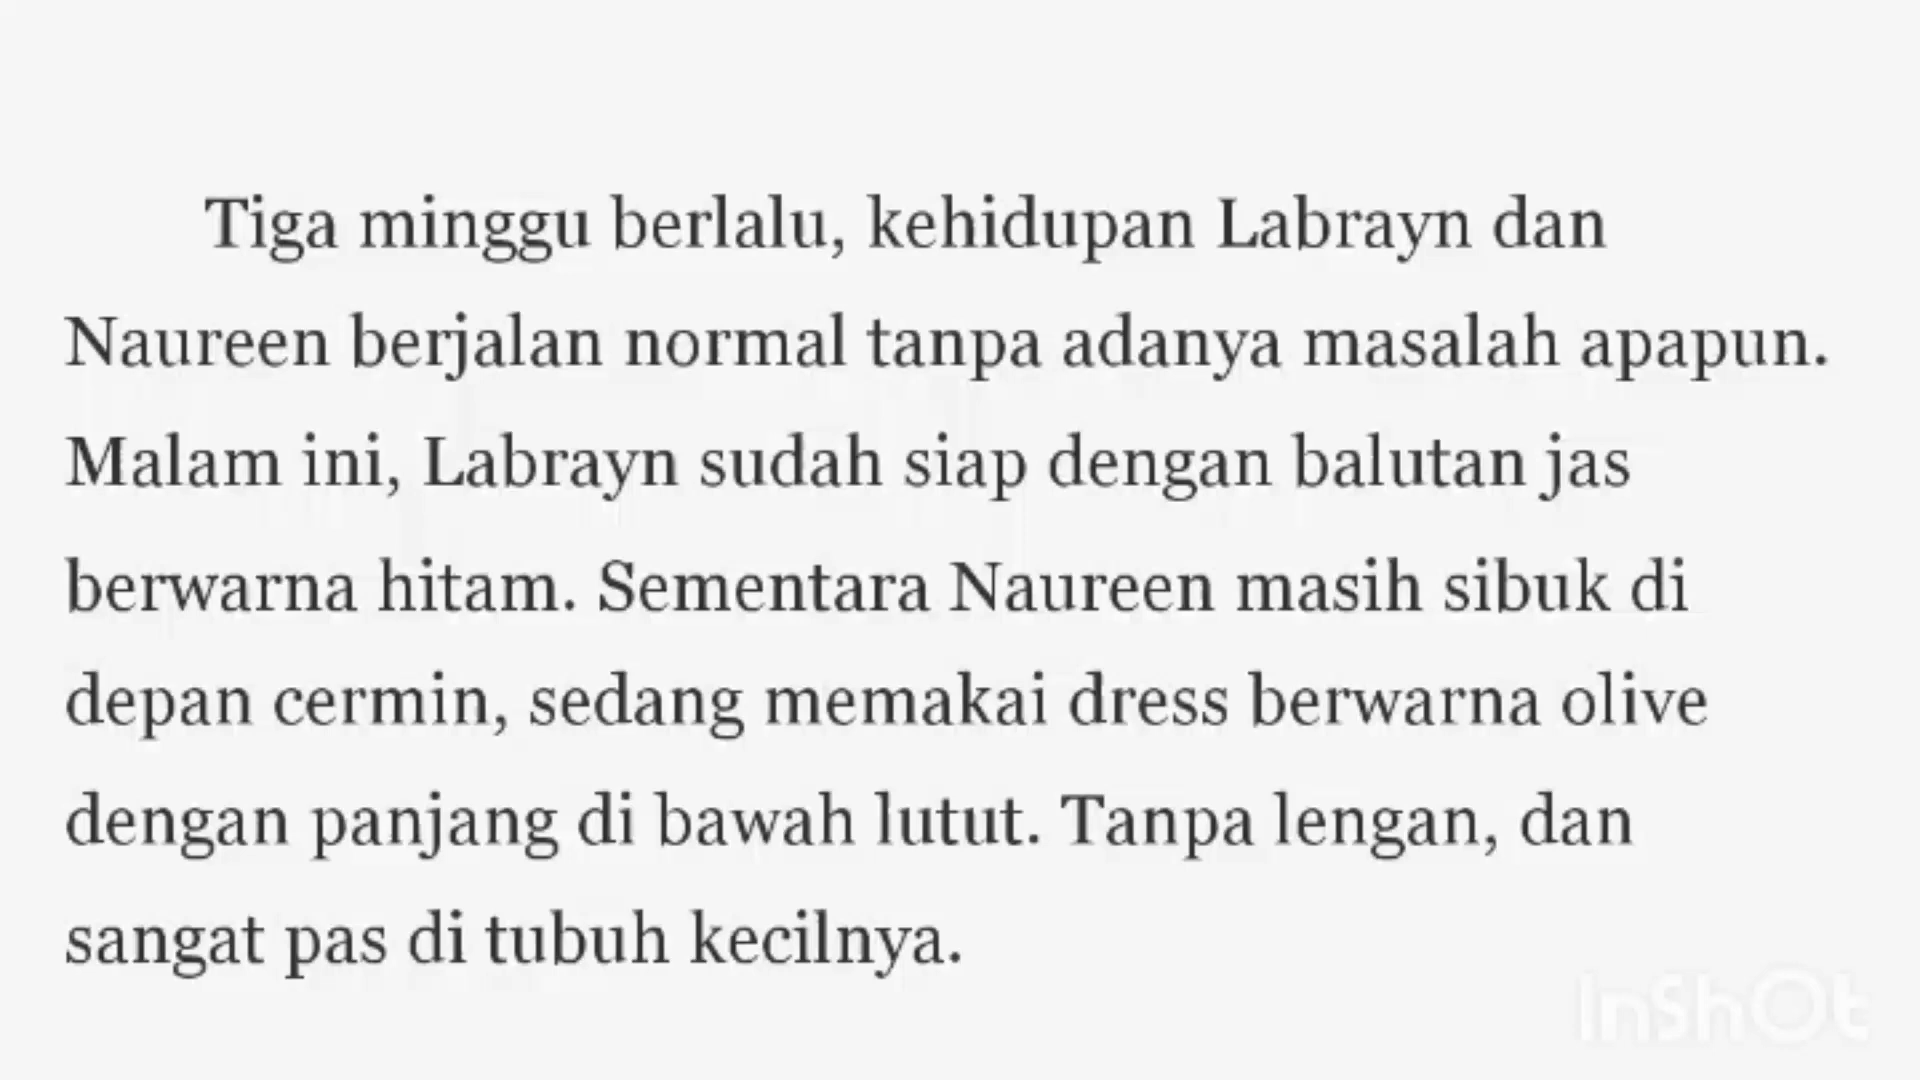 Tiga minggu berlalu, kehidupan Labrayn dan
Naureen berjalan normal tanpa adanya masalah apapun.
Malam ini, Labrayn sudah siap dengan balutan jas
berwarna hitam. Sementara Naureen masih sibuk di
depan cermin, sedang memakai dress berwarna olive
dengan panjang di bawah lutut. Tanpa lengan, dan
sangat pas di tubuh kecilnya.
InShOt